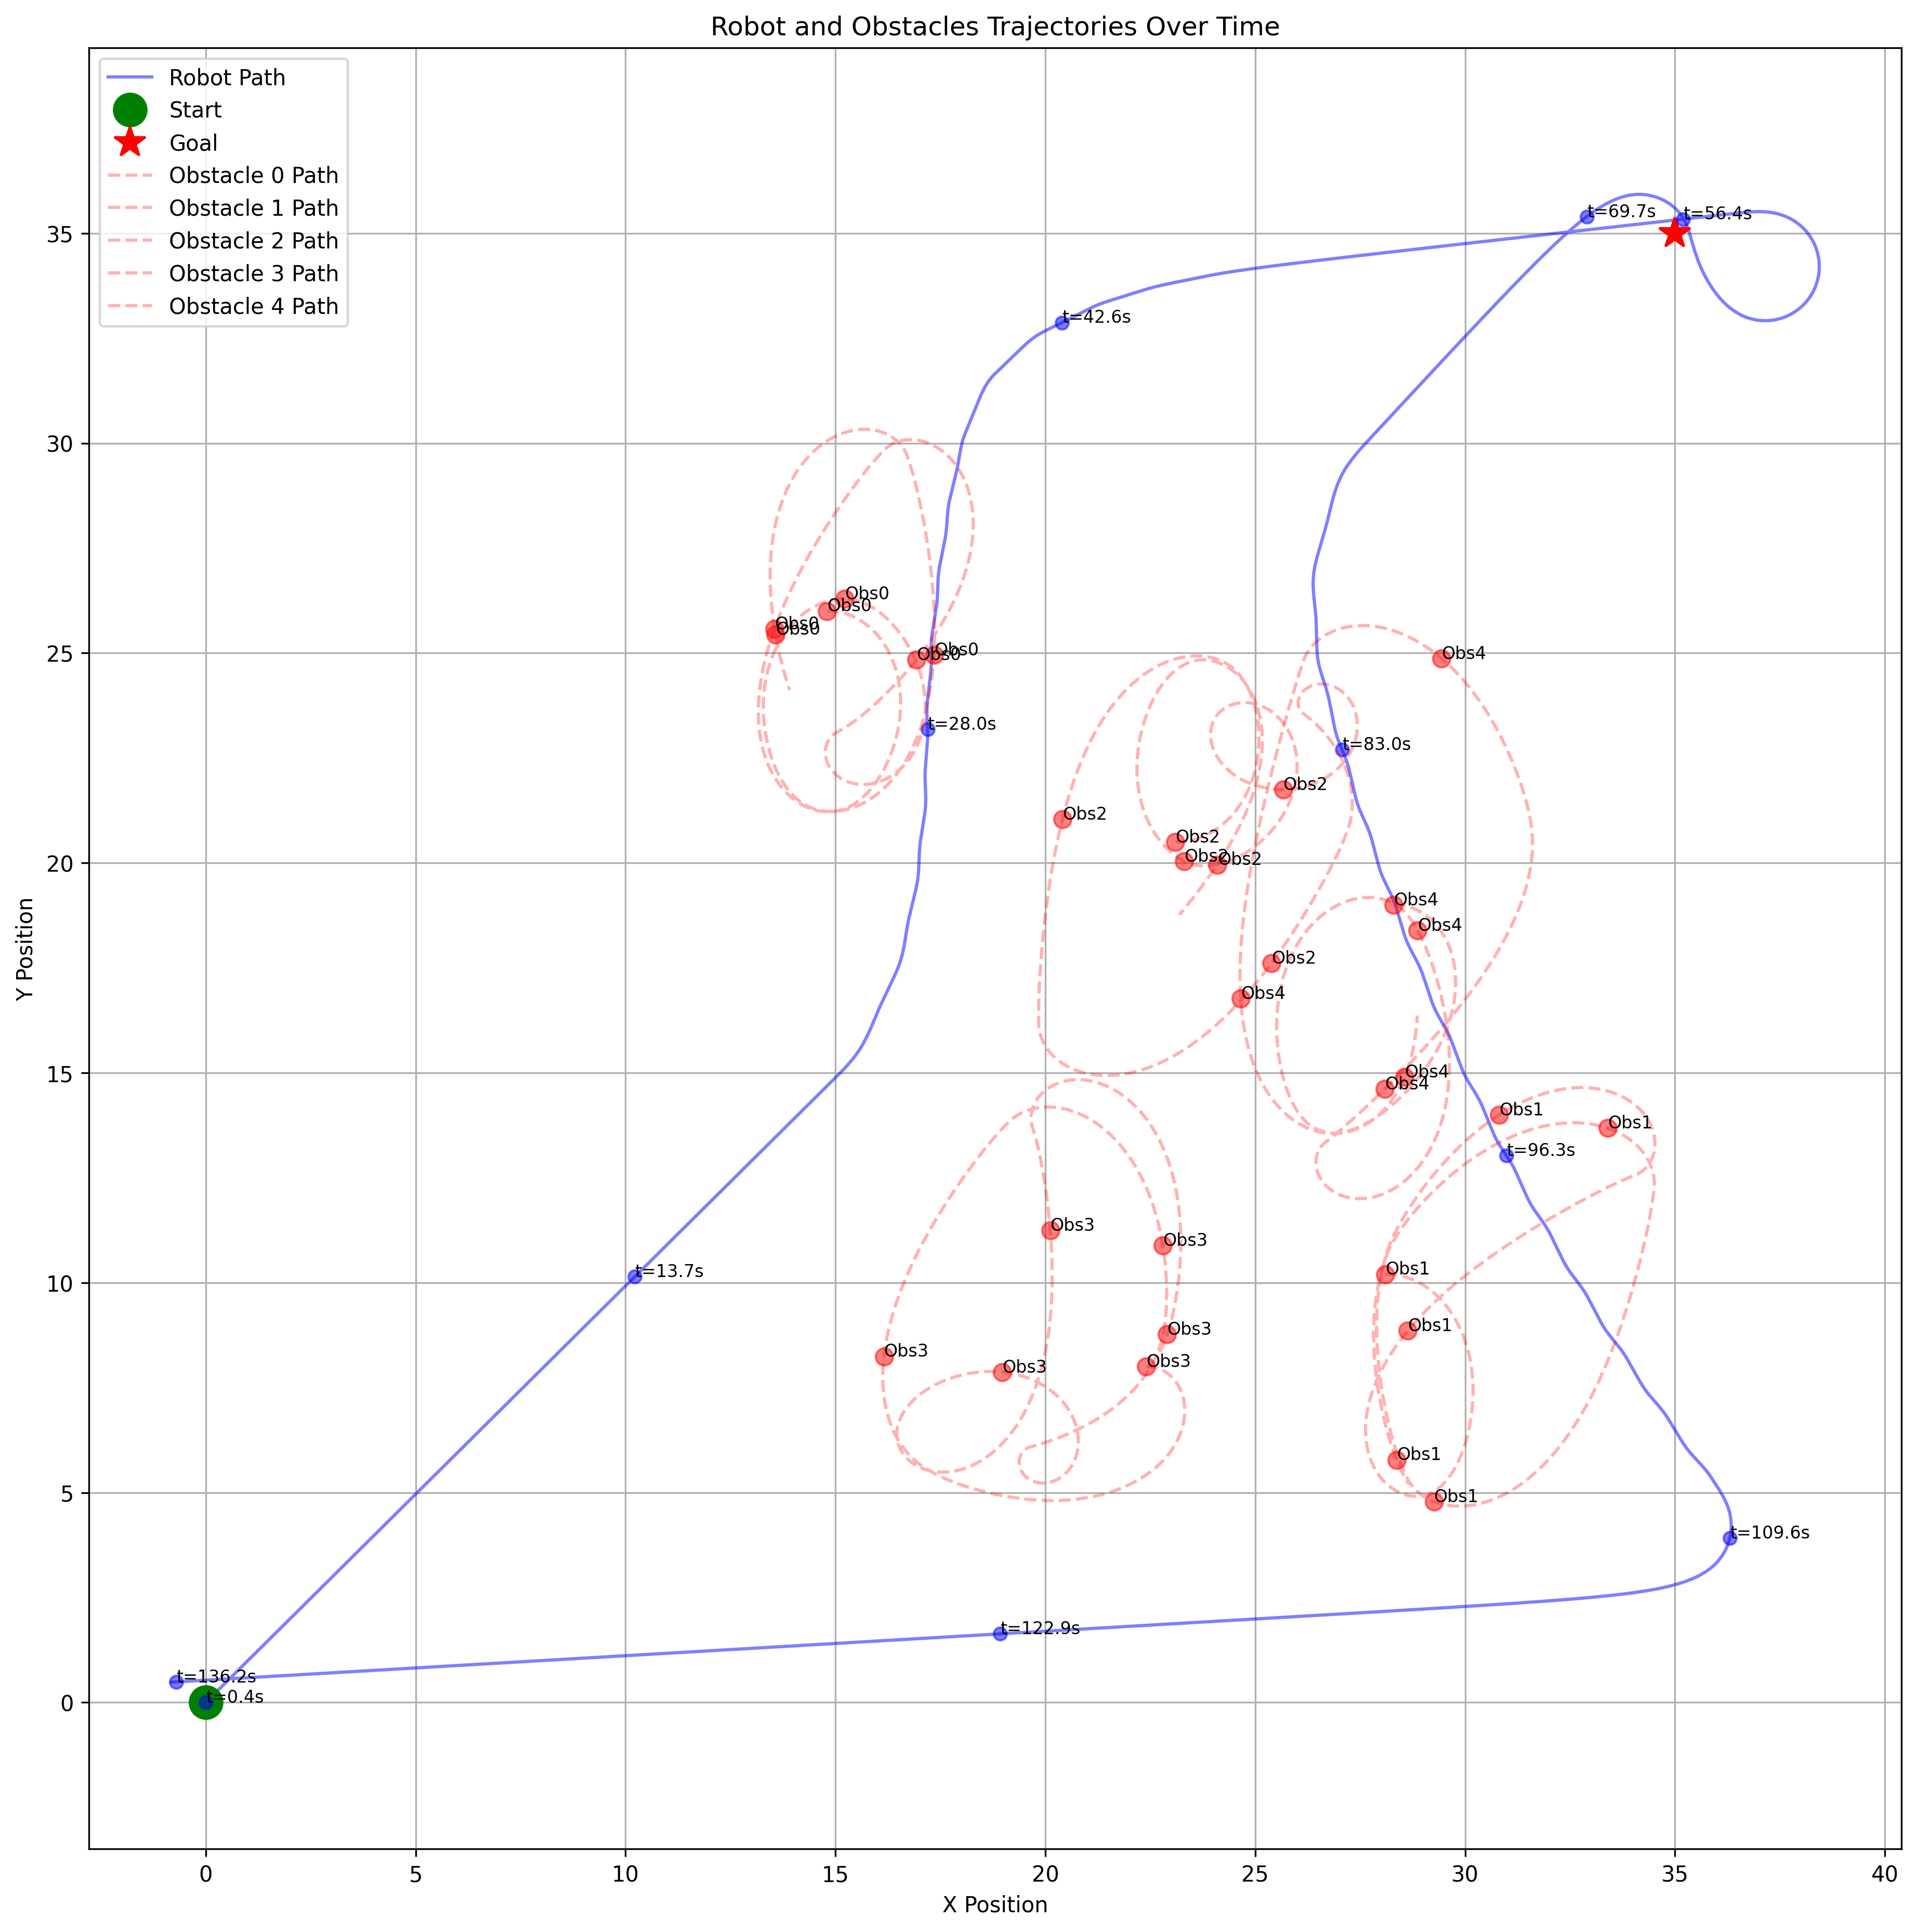 Robot and Obstacles Trajectories Over Time
Robot Path
Start
Goal
Obstacle 0 Path
Obstacle 1 Path
Obstacle 2 Path
Obstacle 3 Path
Obstacle 4 Path
t=69.7s
t=56.4s
t=42.6s
Obs0
Obs0
Obs0
Obs0
Obs0
Obs0
t=28.0s
Obs4
t=83.0s
Obs2
Obs2
Obs2
Obs2
Obs2
Obs4
Obs4
Obs2
Obs4
Obs4
Obs4
Obs1
Obs1
t=96.3s
Obs3
Obs3
t=13.7s
Obs1
Obs3
Obs1
Obs3
Obs3
Obs3
Obs1
Obs1
t=109.6s
t=122.9s
t=136.2s
t=0.4s
35
30
25
20
15
10
5
0
Y Position
0 5 10 15 20 25 30 35 40
X Position